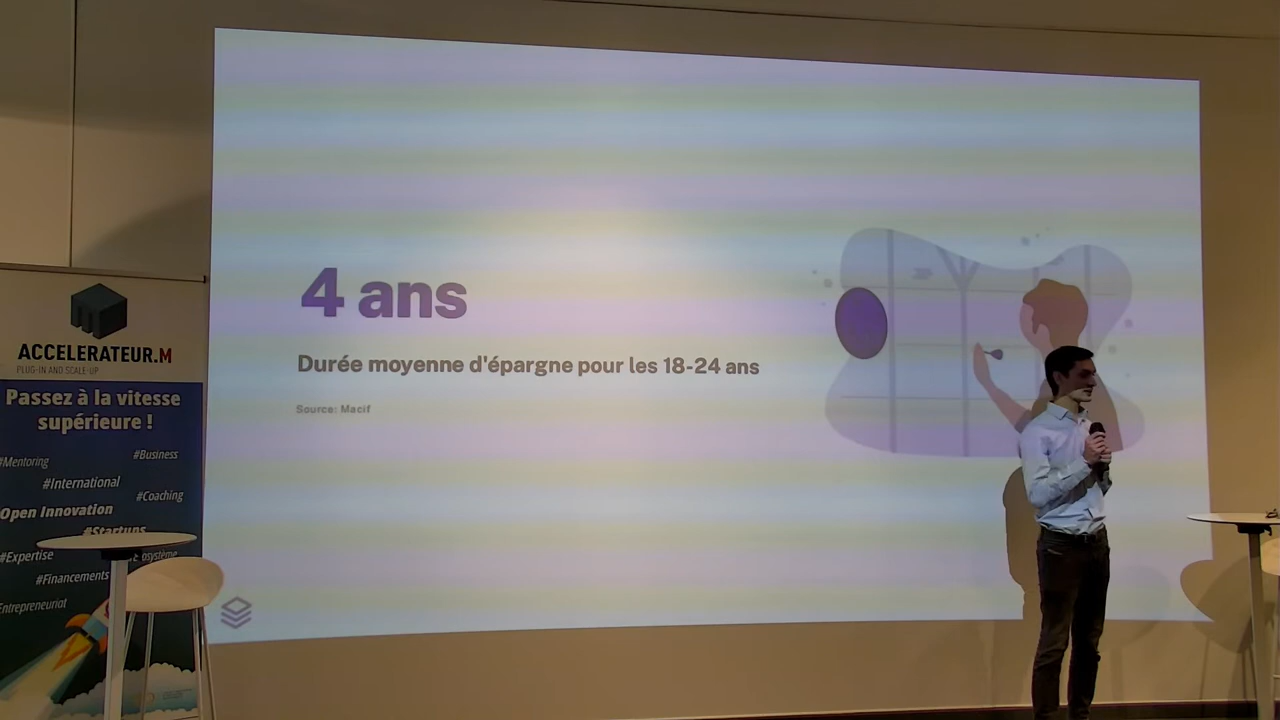 4 ans
Durée moyenne d'épargne pour les 18-24 ans
Source: Macif
ACCELERATEUR.M
PLUG-IN AND SCALE-UP
Passez à la vitesse
supérieure !
#Mentoring
#Business
#International
#Coaching
Open Innovation
#Startups
#Expertise
#Financements
Entrepreneuriat